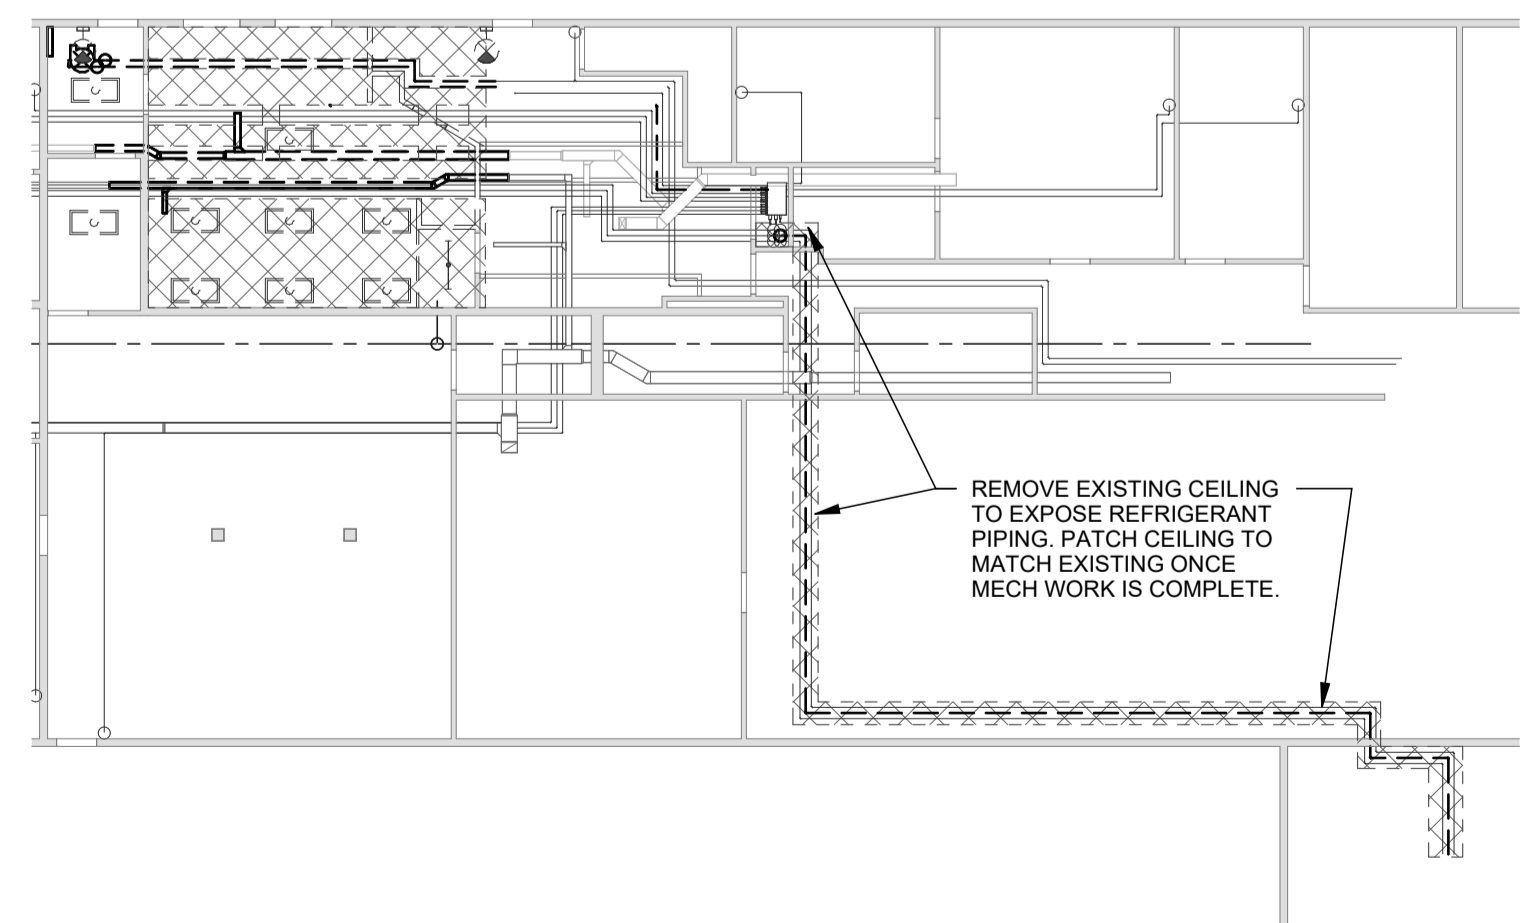 REMOVE EXISTING CEILING
TO EXPOSE REFRIGERANT
PIPING. PATCH CEILING TO
MATCH EXISTING ONCE
MECH WORK IS COMPLETE.